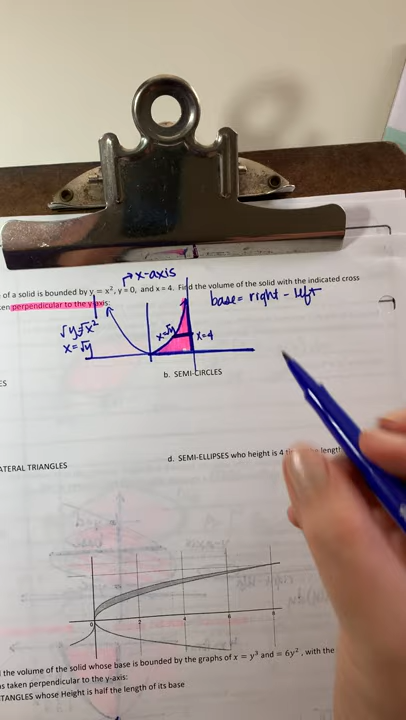 → x-axis
of a solid is bounded by y = x², y = 0, and x = 4. Find the volume of the solid with the indicated cross
perpendicular to the y-axis:
base = right - left
√y = √x²
x = √y
x = √y
x = 4
b. SEMI-CIRCLES
d. SEMI-ELLIPSES who height is 4 length
LATERAL TRIANGLES
0
the volume of the solid whose base is bounded by the graphs of x = y³ and = 6y², with the
taken perpendicular to the y-axis:
TANGLES whose Height is half the length of its base